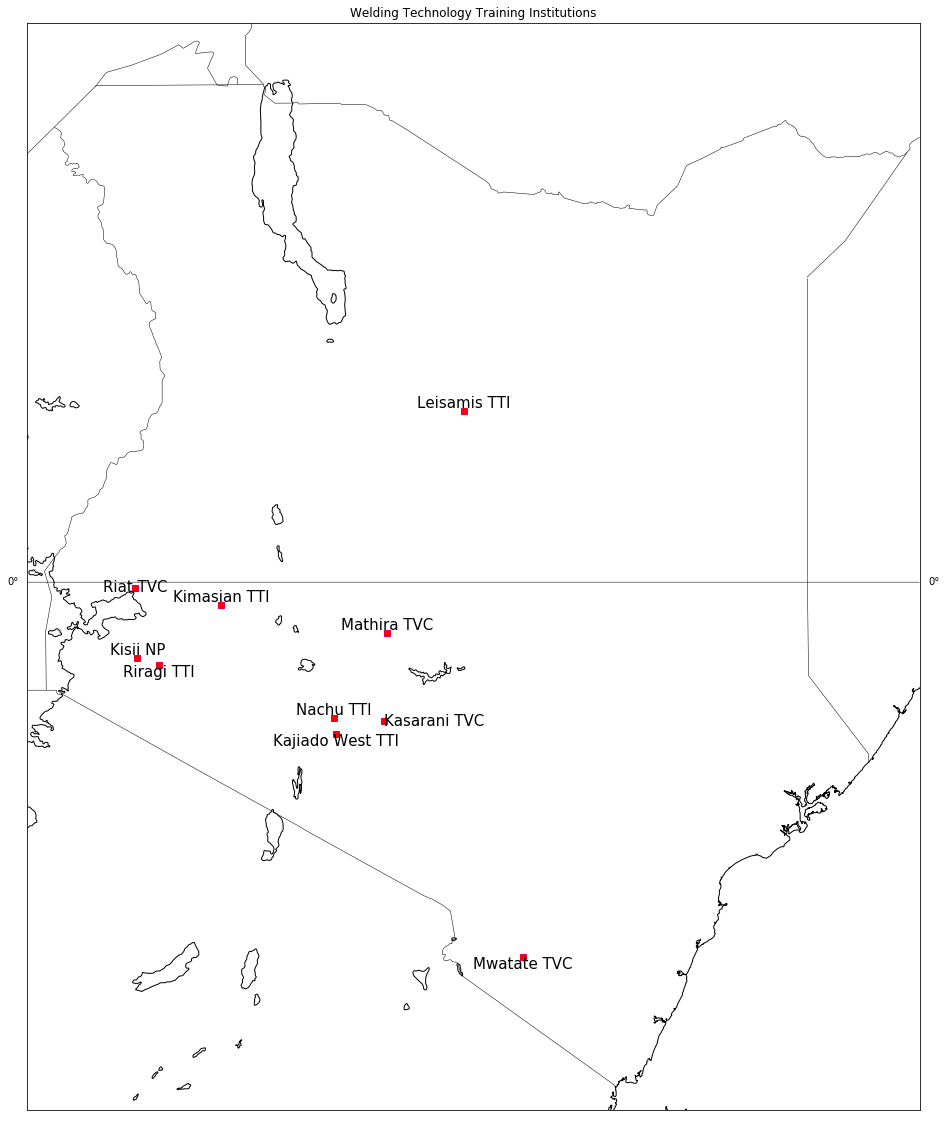 Welding Technology Training Institutions
Leisamis TTI
0°
0°
Riat TVC
Kimasian TTI
Mathira TVC
Kisii NP
Riragi TTI
Nachu TTI
Kasarani TVC
Kajiado West TTI
Mwatate TVC